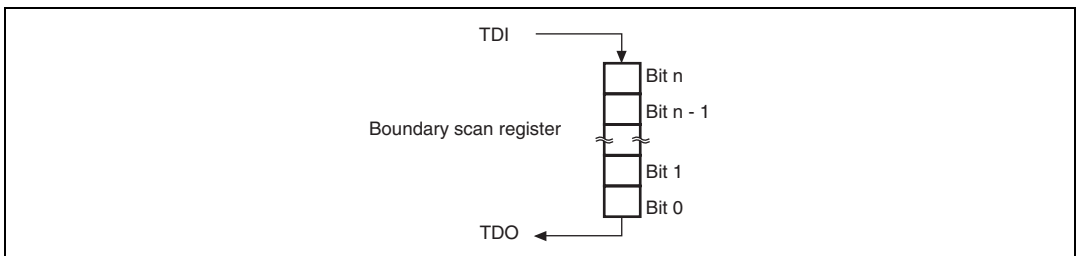 TDI
Bit n
Bit n - 1
Boundary scan register
Bit 1
Bit 0
TDO